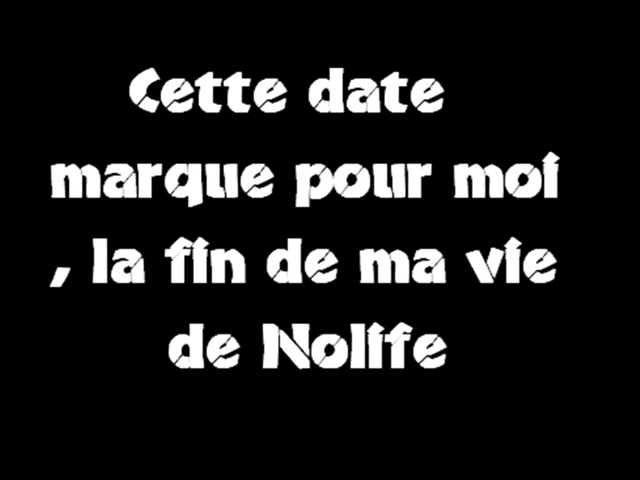 Cette date
marque pour moi
, la fin de ma vie
de Nolife